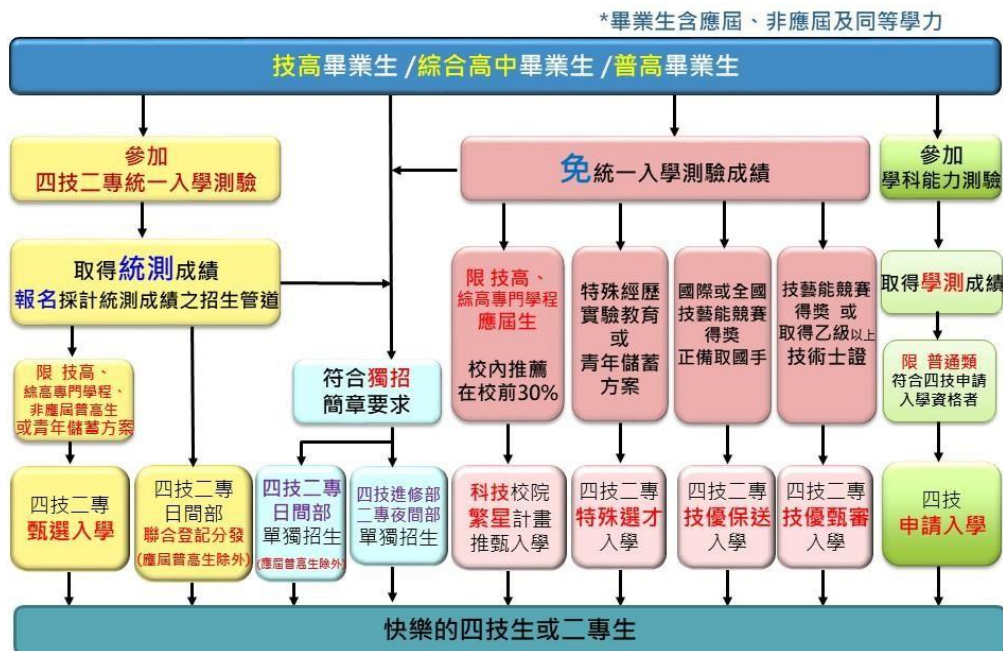 *畢業生含應屆、非應屆及同等學力
技高畢業生 /綜合高中畢業生 /普高畢業生
參加
四技二專統一入學測驗
免統一入學測驗成績
參加
學科能力測驗
取得統測成績
報名採計統測成績之招生管道
限 技高、
綜高專門學程
應屆生
校內推薦
在校前30%
特殊經歷
實驗教育
或
青年儲蓄
方案
國際或全國
技藝能競賽
得獎
正備取國手
技藝能競賽
得獎 或
取得乙級以上
技術士證
取得學測成績
限 技高、
綜高專門學程、
非應屆普高生
或青年儲蓄方案
符合獨招
簡章要求
限 普通類
符合四技申請
入學資格者
四技二專
甄選入學
四技二專
日間部
聯合登記分發
(應屆普高生除外)
四技二專
日間部
單獨招生
(應屆普高生除外)
四技進修部
二專夜間部
單獨招生
科技校院
繁星計畫
推甄入學
四技二專
特殊選才
入學
四技二專
技優保送
入學
四技二專
技優甄審
入學
四技
申請入學
快樂的四技生或二專生